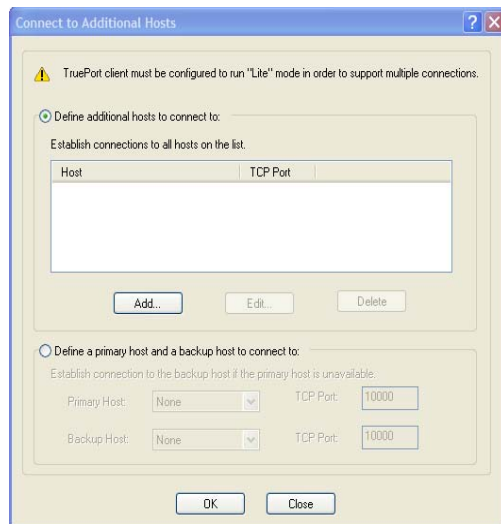 Connect to Additional Hosts
TruePort client must be configured to run "Lite" mode in order to support multiple connections.
Define additional hosts to connect to:
Establish connections to all hosts on the list.
Host TCP Port
Add... Edit... Delete
Define a primary host and a backup host to connect to:
Establish connection to the backup host if the primary host is unavailable.
Primary Host: None TCP Port: 10000
Backup Host: None TCP Port: 10000
OK Close